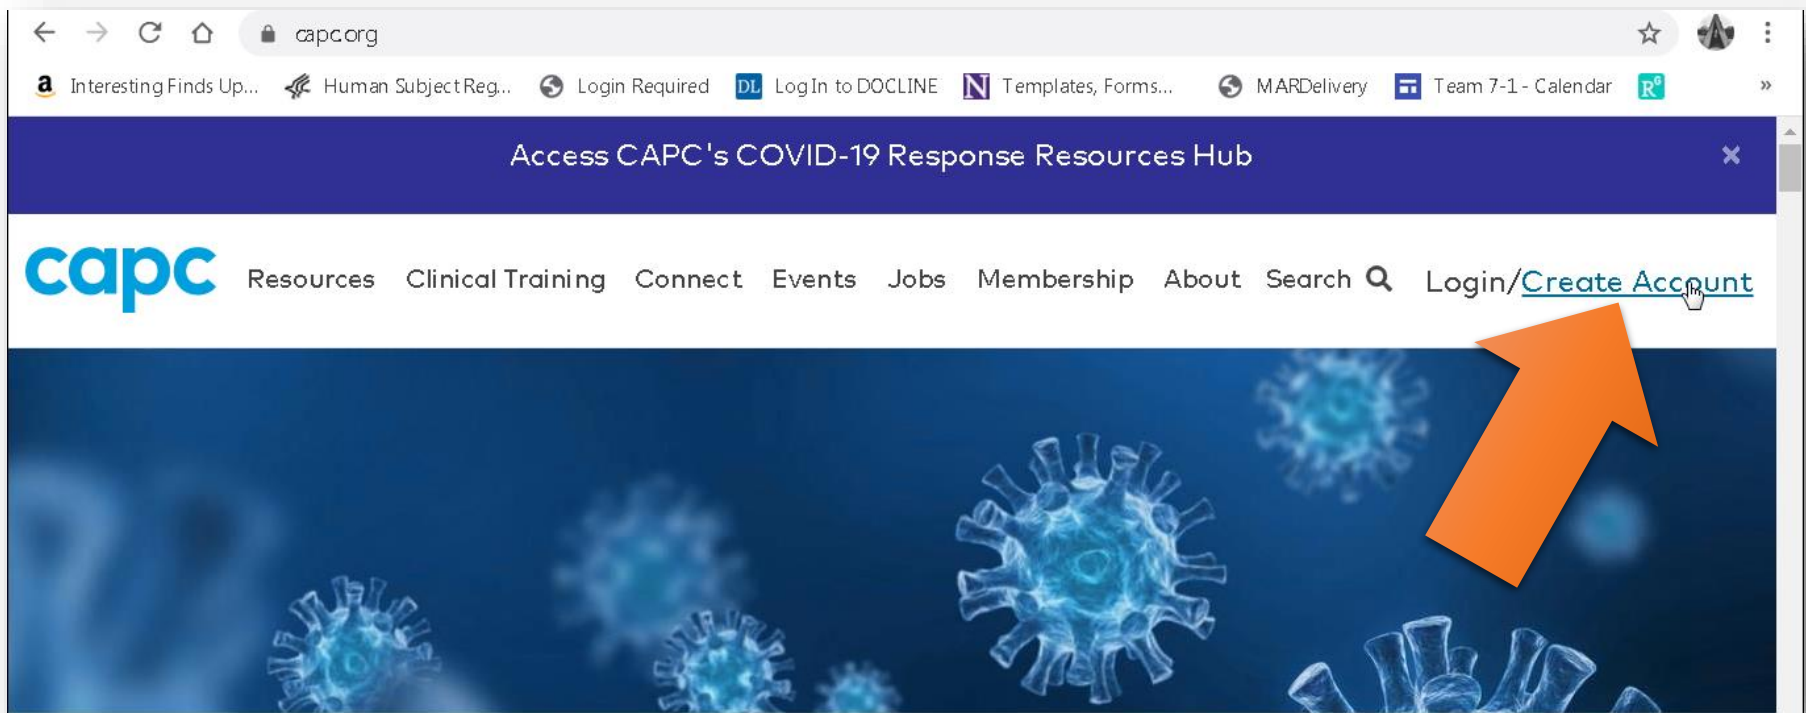 capc.org
a Interesting Finds Up... Human Subject Reg... Login Required DL Log In to DOCLINE N Templates, Forms... MARDelivery Team 7-1 - Calendar RG »
Access CAPC's COVID-19 Response Resources Hub ×
capc Resources Clinical Training Connect Events Jobs Membership About Search Login/Create Account